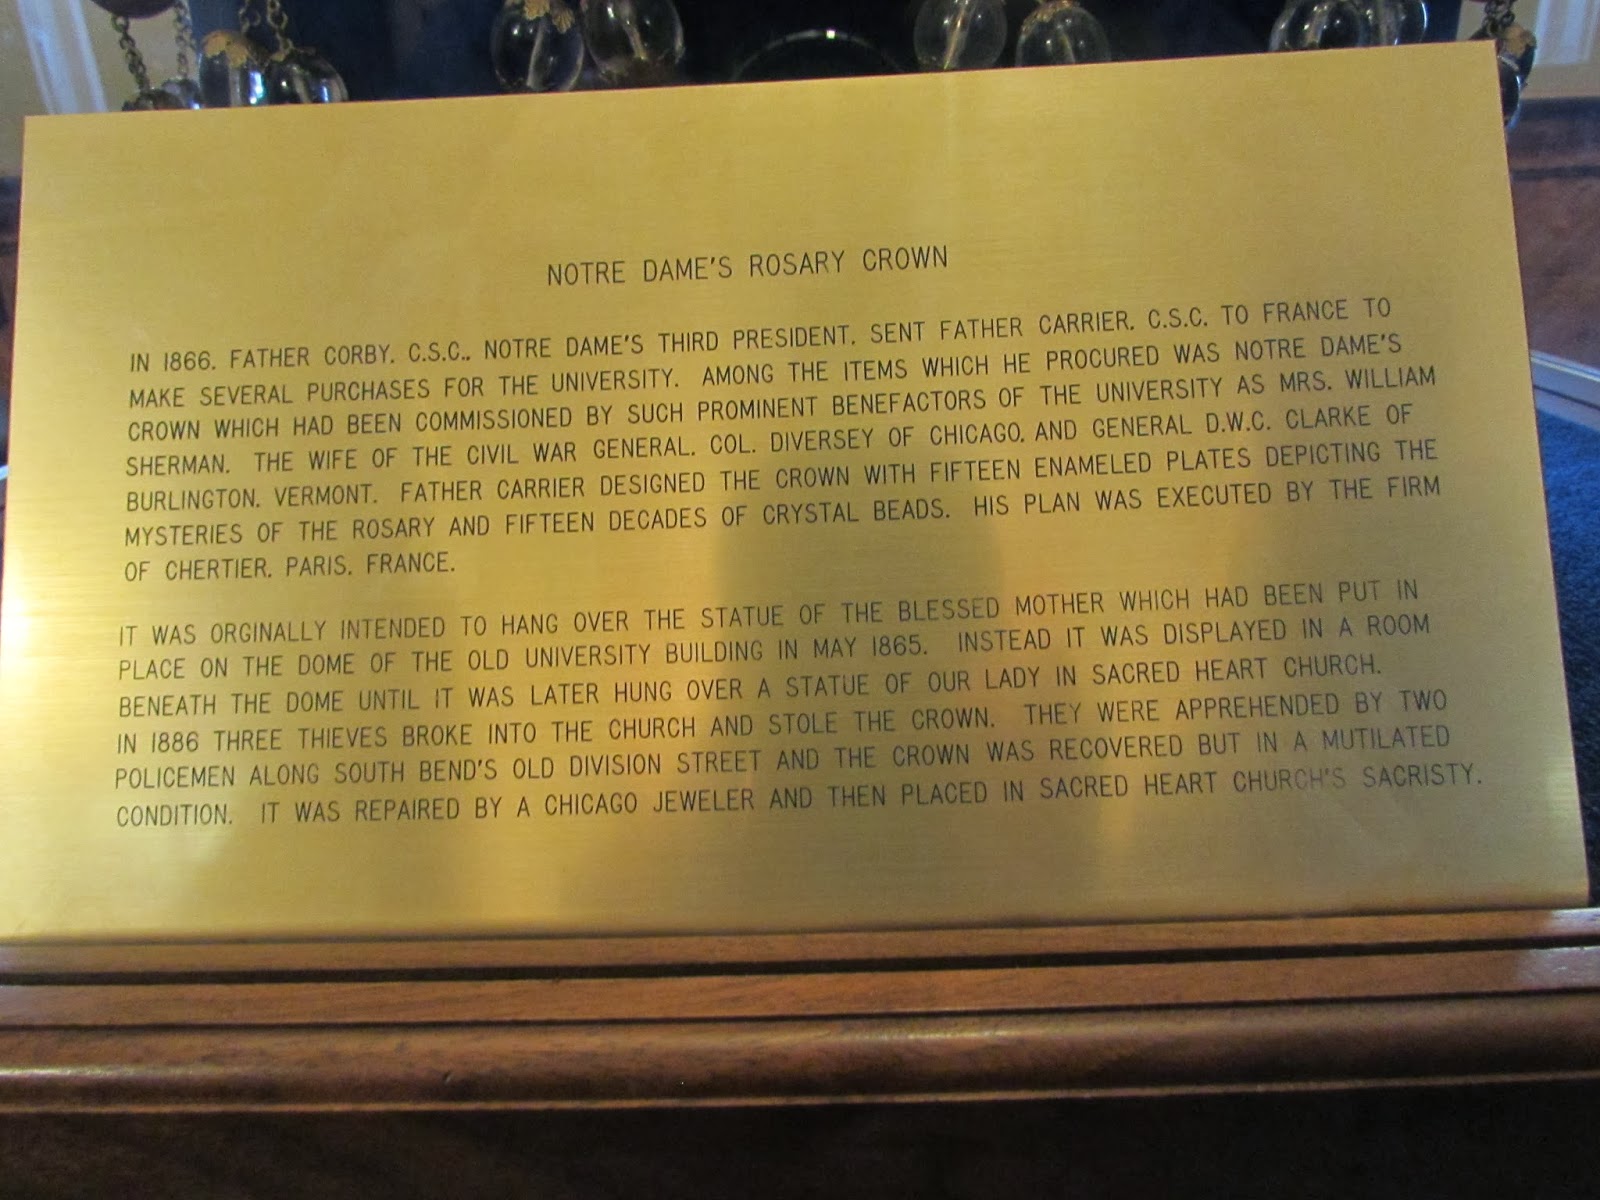 NOTRE DAME'S ROSARY CROWN
IN 1866, FATHER CORBY, C.S.C., NOTRE DAME'S THIRD PRESIDENT, SENT FATHER CARRIER, C.S.C. TO FRANCE TO
MAKE SEVERAL PURCHASES FOR THE UNIVERSITY. AMONG THE ITEMS WHICH HE PROCURED WAS NOTRE DAME'S
CROWN WHICH HAD BEEN COMMISSIONED BY SUCH PROMINENT BENEFACTORS OF THE UNIVERSITY AS MRS. WILLIAM
SHERMAN, THE WIFE OF THE CIVIL WAR GENERAL, COL. DIVERSEY OF CHICAGO, AND GENERAL D.W.C. CLARKE OF
BURLINGTON, VERMONT. FATHER CARRIER DESIGNED THE CROWN WITH FIFTEEN ENAMELED PLATES DEPICTING THE
MYSTERIES OF THE ROSARY AND FIFTEEN DECADES OF CRYSTAL BEADS. HIS PLAN WAS EXECUTED BY THE FIRM
OF CHERTIER, PARIS, FRANCE.
IT WAS ORGINALLY INTENDED TO HANG OVER THE STATUE OF THE BLESSED MOTHER WHICH HAD BEEN PUT IN
PLACE ON THE DOME OF THE OLD UNIVERSITY BUILDING IN MAY 1865. INSTEAD IT WAS DISPLAYED IN A ROOM
BENEATH THE DOME UNTIL IT WAS LATER HUNG OVER A STATUE OF OUR LADY IN SACRED HEART CHURCH.
IN 1886 THREE THIEVES BROKE INTO THE CHURCH AND STOLE THE CROWN. THEY WERE APPREHENDED BY TWO
POLICEMEN ALONG SOUTH BEND'S OLD DIVISION STREET AND THE CROWN WAS RECOVERED BUT IN A MUTILATED
CONDITION. IT WAS REPAIRED BY A CHICAGO JEWELER AND THEN PLACED IN SACRED HEART CHURCH'S SACRISTY.